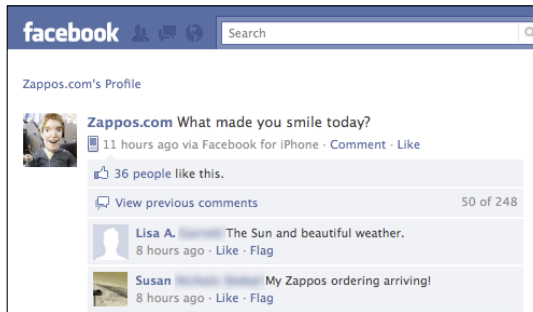 facebook
Search
Zappos.com's Profile
Zappos.com What made you smile today?
11 hours ago via Facebook for iPhone · Comment · Like
36 people like this.
View previous comments 50 of 248
Lisa A. The Sun and beautiful weather.
8 hours ago · Like · Flag
Susan My Zappos ordering arriving!
8 hours ago · Like · Flag